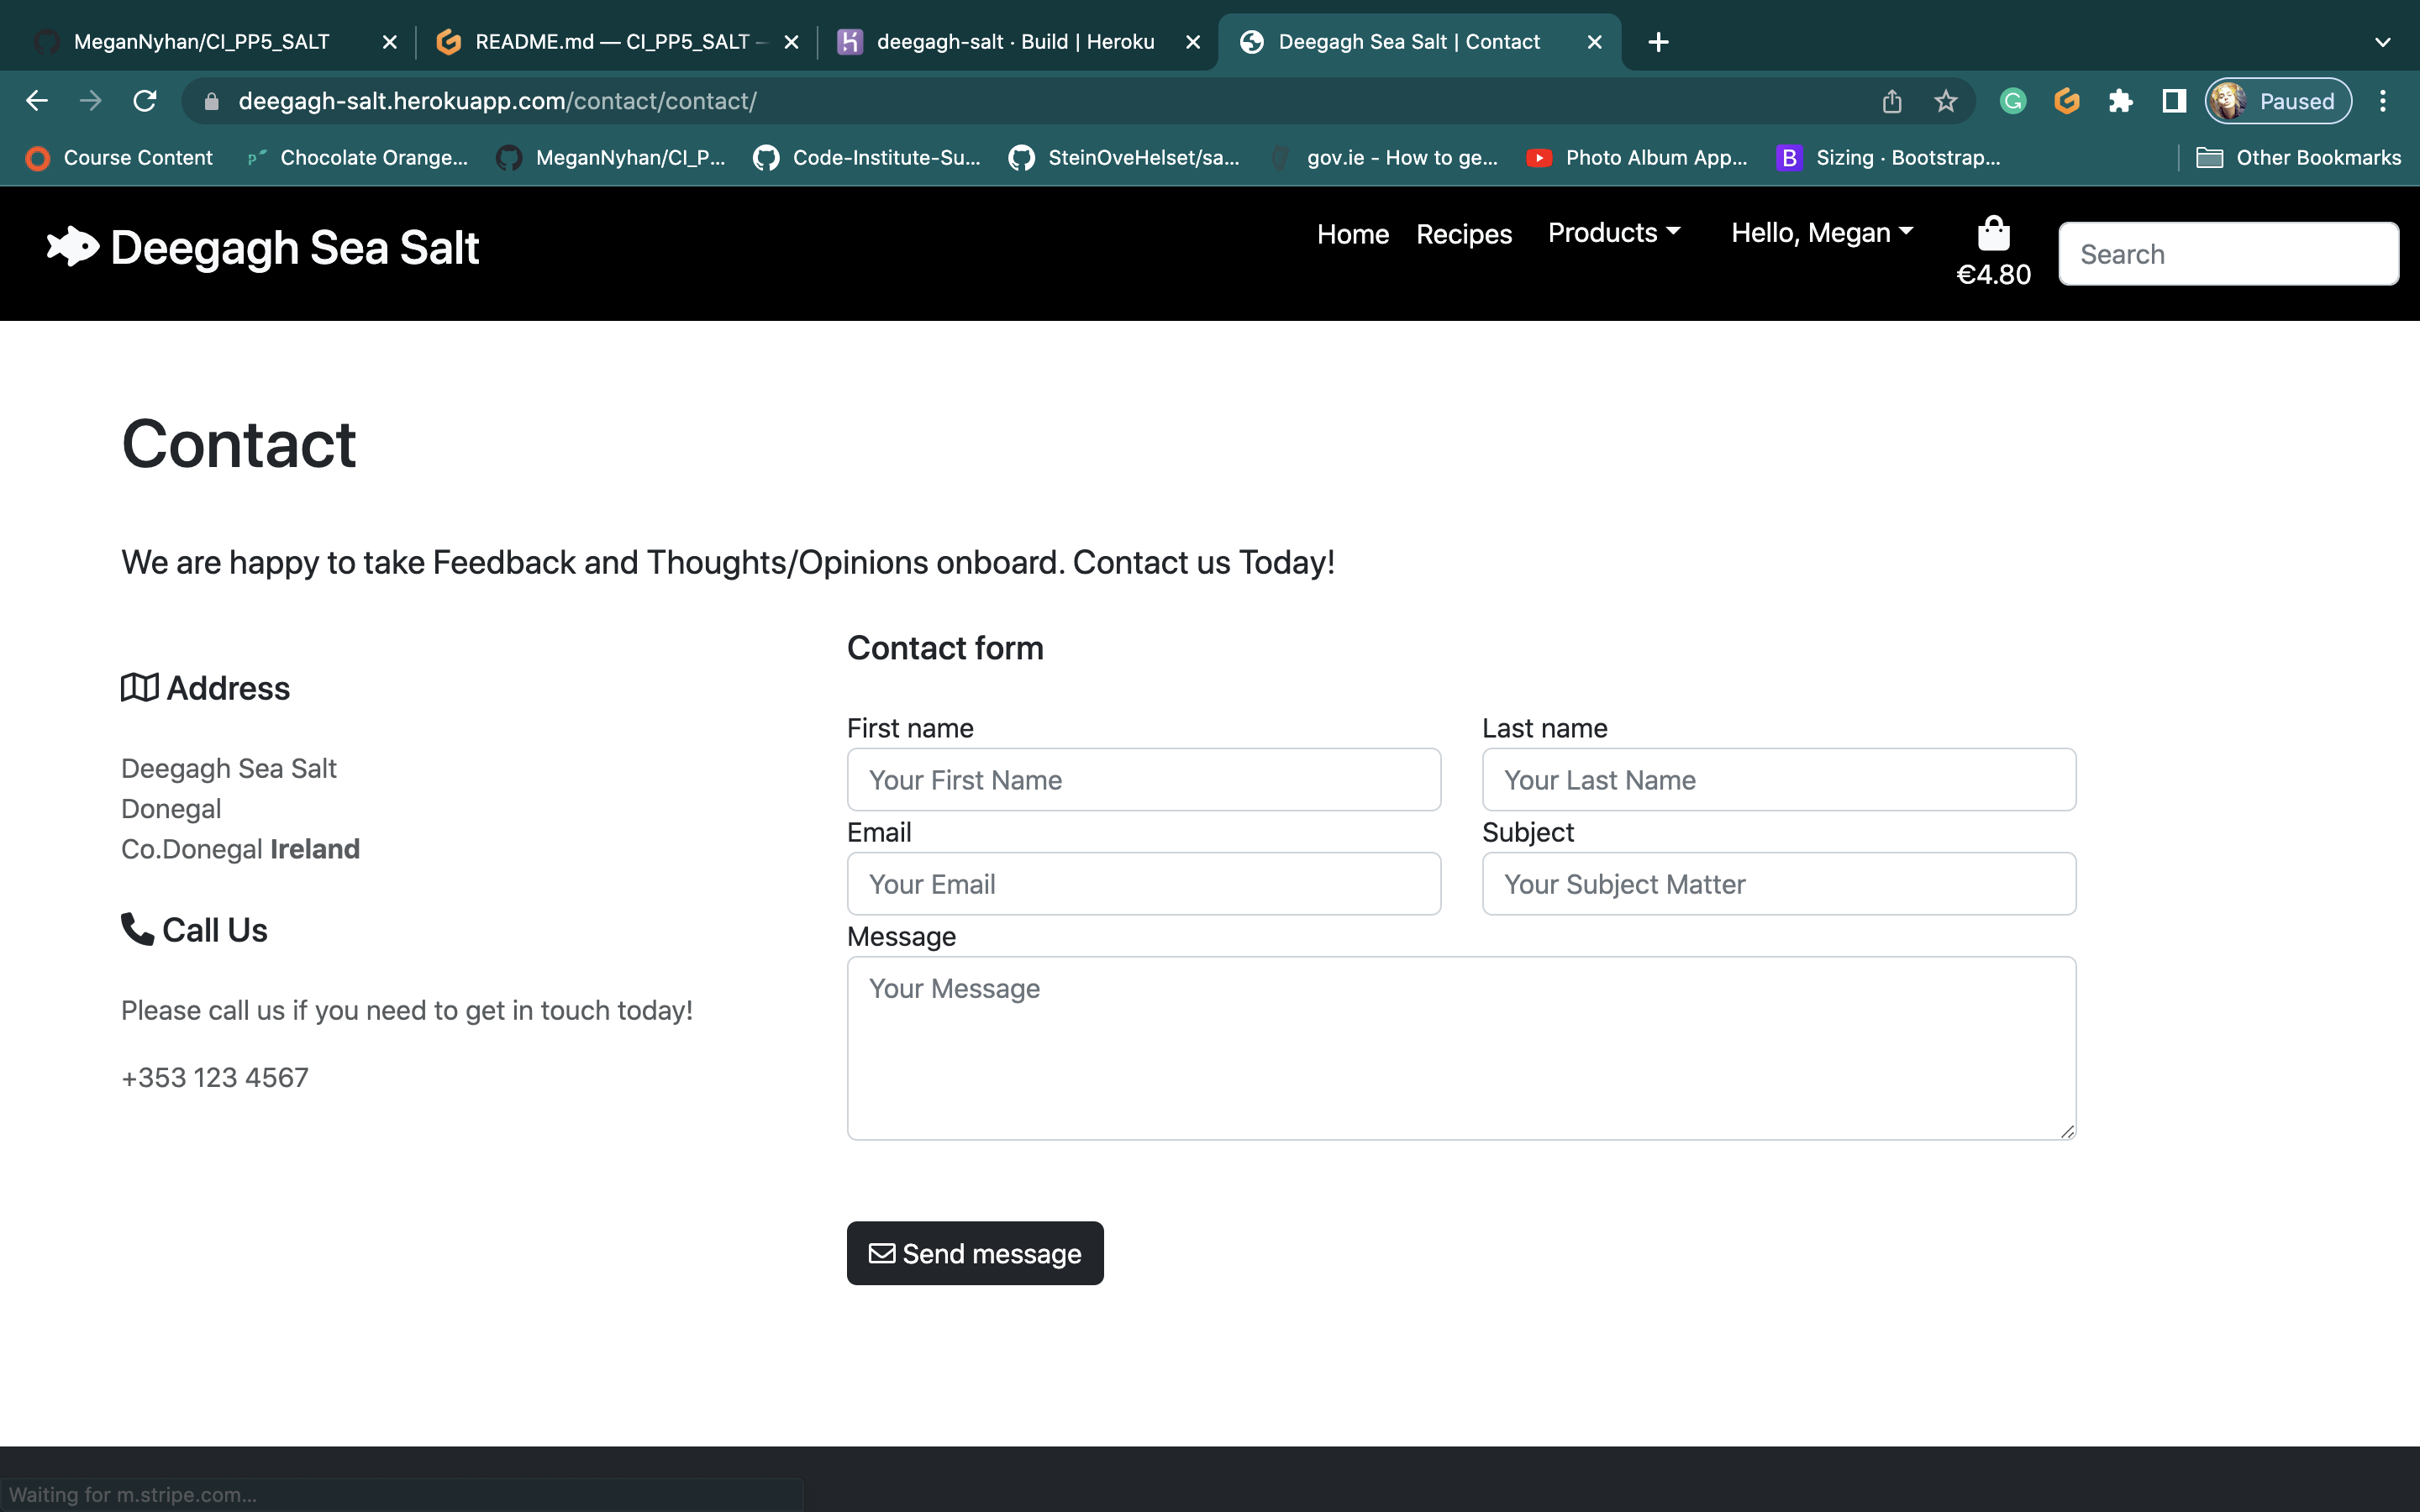 MeganNyhan/CI_PP5_SALT
README.md — CI_PP5_SALT –
deegagh-salt · Build | Heroku
Deegagh Sea Salt | Contact
deegagh-salt.herokuapp.com/contact/contact/
Paused
Course Content
Chocolate Orange...
MeganNyhan/CI_P...
Code-Institute-Su...
SteinOveHelset/sa...
gov.ie - How to ge...
Photo Album App...
Sizing · Bootstrap...
Other Bookmarks
Deegagh Sea Salt
Home
Recipes
Products
Hello, Megan
€4.80
Search
Contact
We are happy to take Feedback and Thoughts/Opinions onboard. Contact us Today!
Address
Deegagh Sea Salt
Donegal
Co.Donegal Ireland
Call Us
Please call us if you need to get in touch today!
+353 123 4567
Contact form
First name
Your First Name
Last name
Your Last Name
Email
Your Email
Subject
Your Subject Matter
Message
Your Message
Send message
Waiting for m.stripe.com...